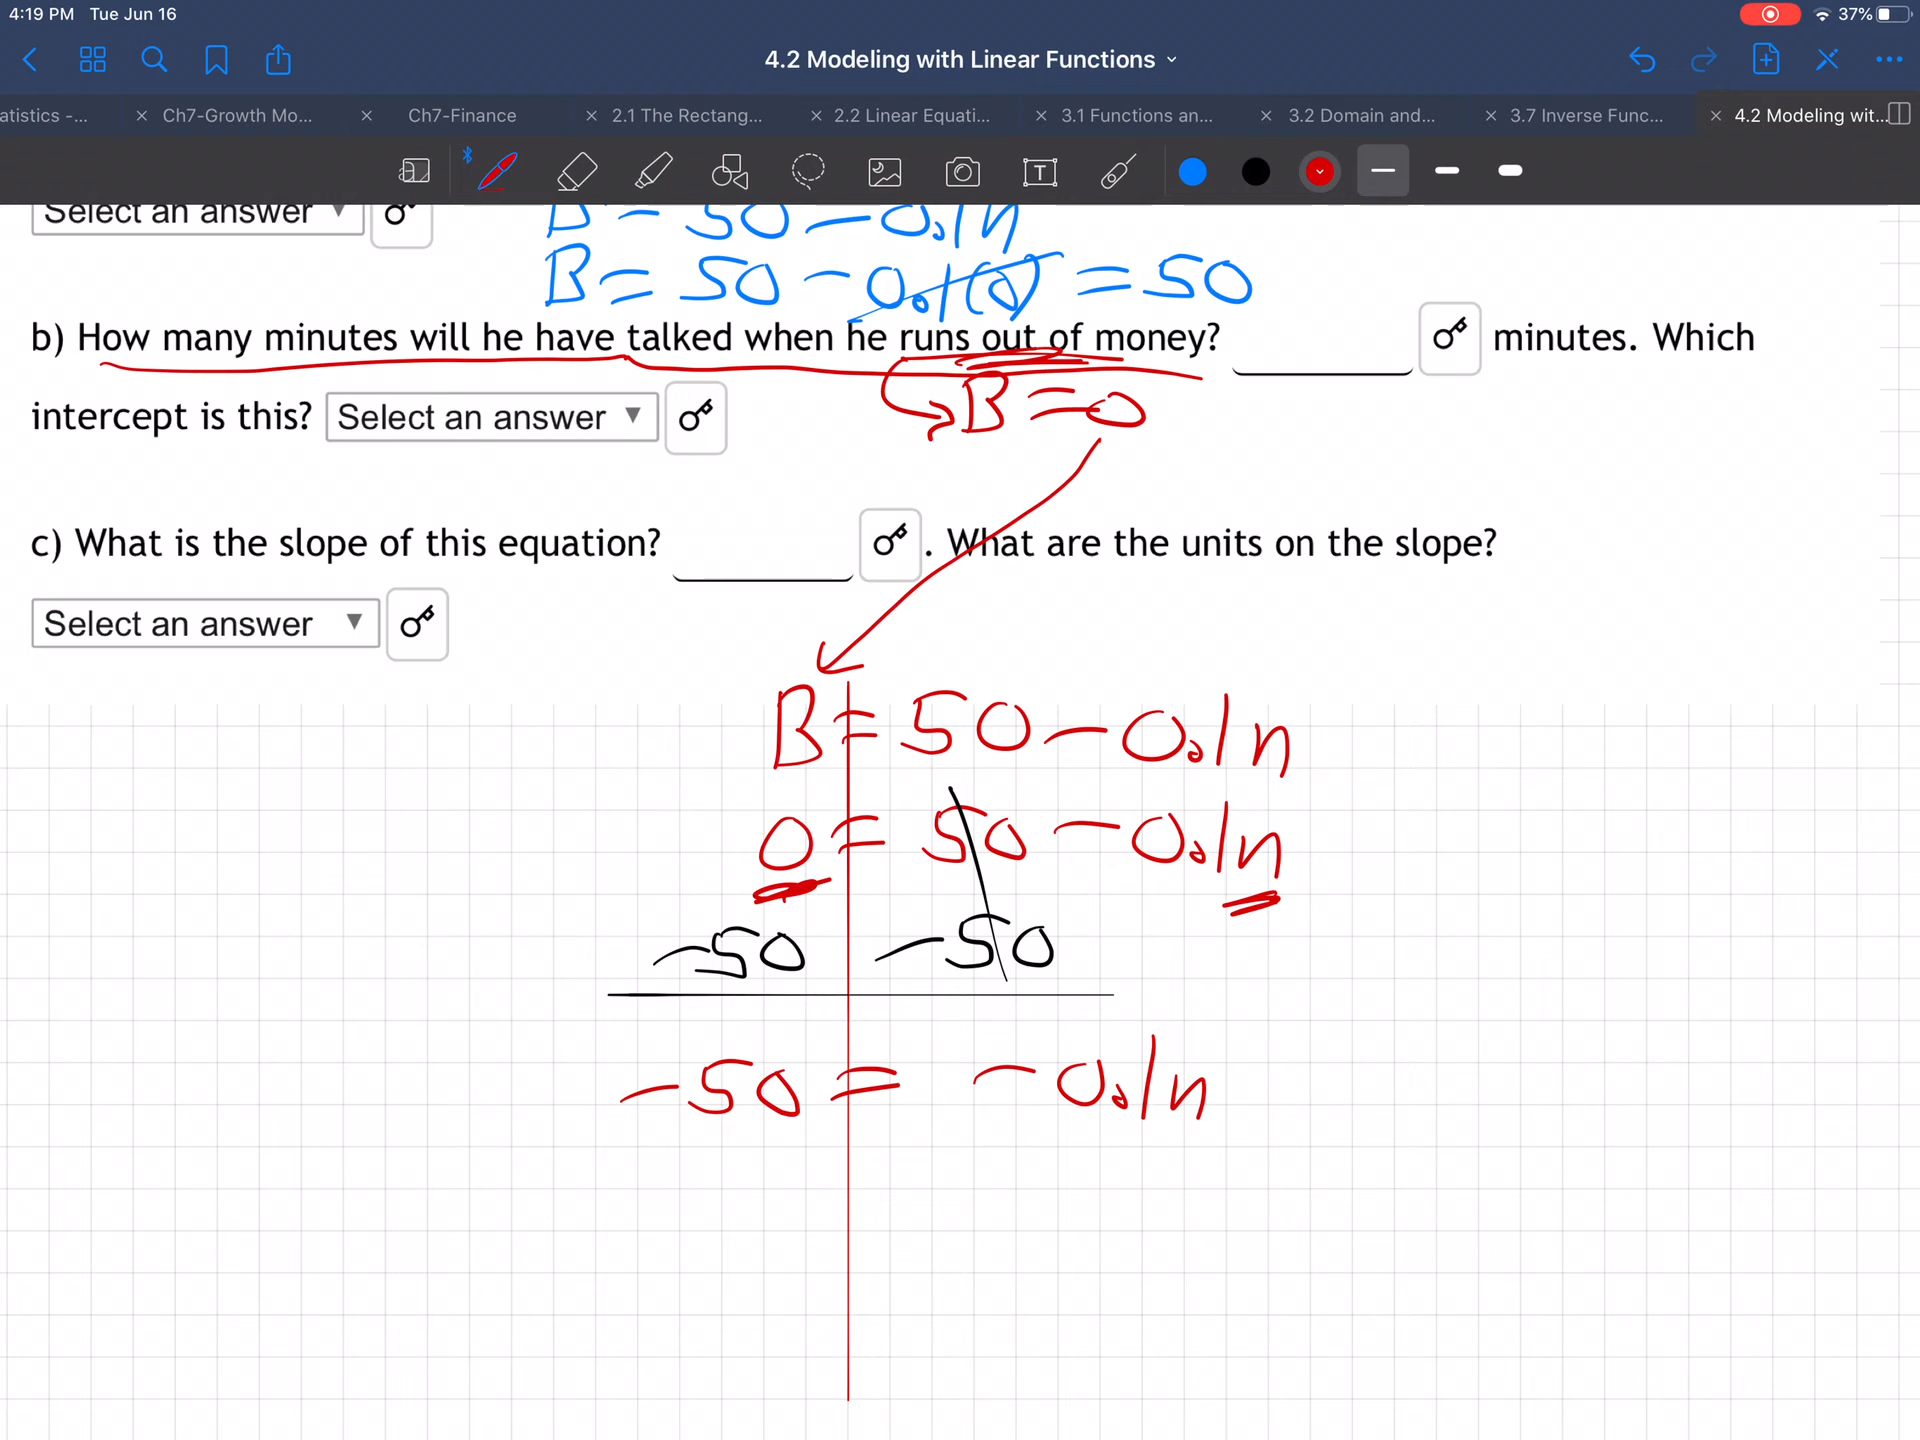 4:19 PM Tue Jun 16 37%
4.2 Modeling with Linear Functions
atistics -... Ch7-Growth Mo... Ch7-Finance 2.1 The Rectang... 2.2 Linear Equati... 3.1 Functions an... 3.2 Domain and... 3.7 Inverse Func... 4.2 Modeling wit...
T
Select an answer B = 50 - 0.1n
B = 50 - 0.1(0) = 50
b) How many minutes will he have talked when he runs out of money? minutes. Which
B = 0
intercept is this? Select an answer
c) What is the slope of this equation? . What are the units on the slope?
Select an answer
B = 50 - 0.1n
0 = 50 - 0.1n
-50 -50
-50 = -0.1n